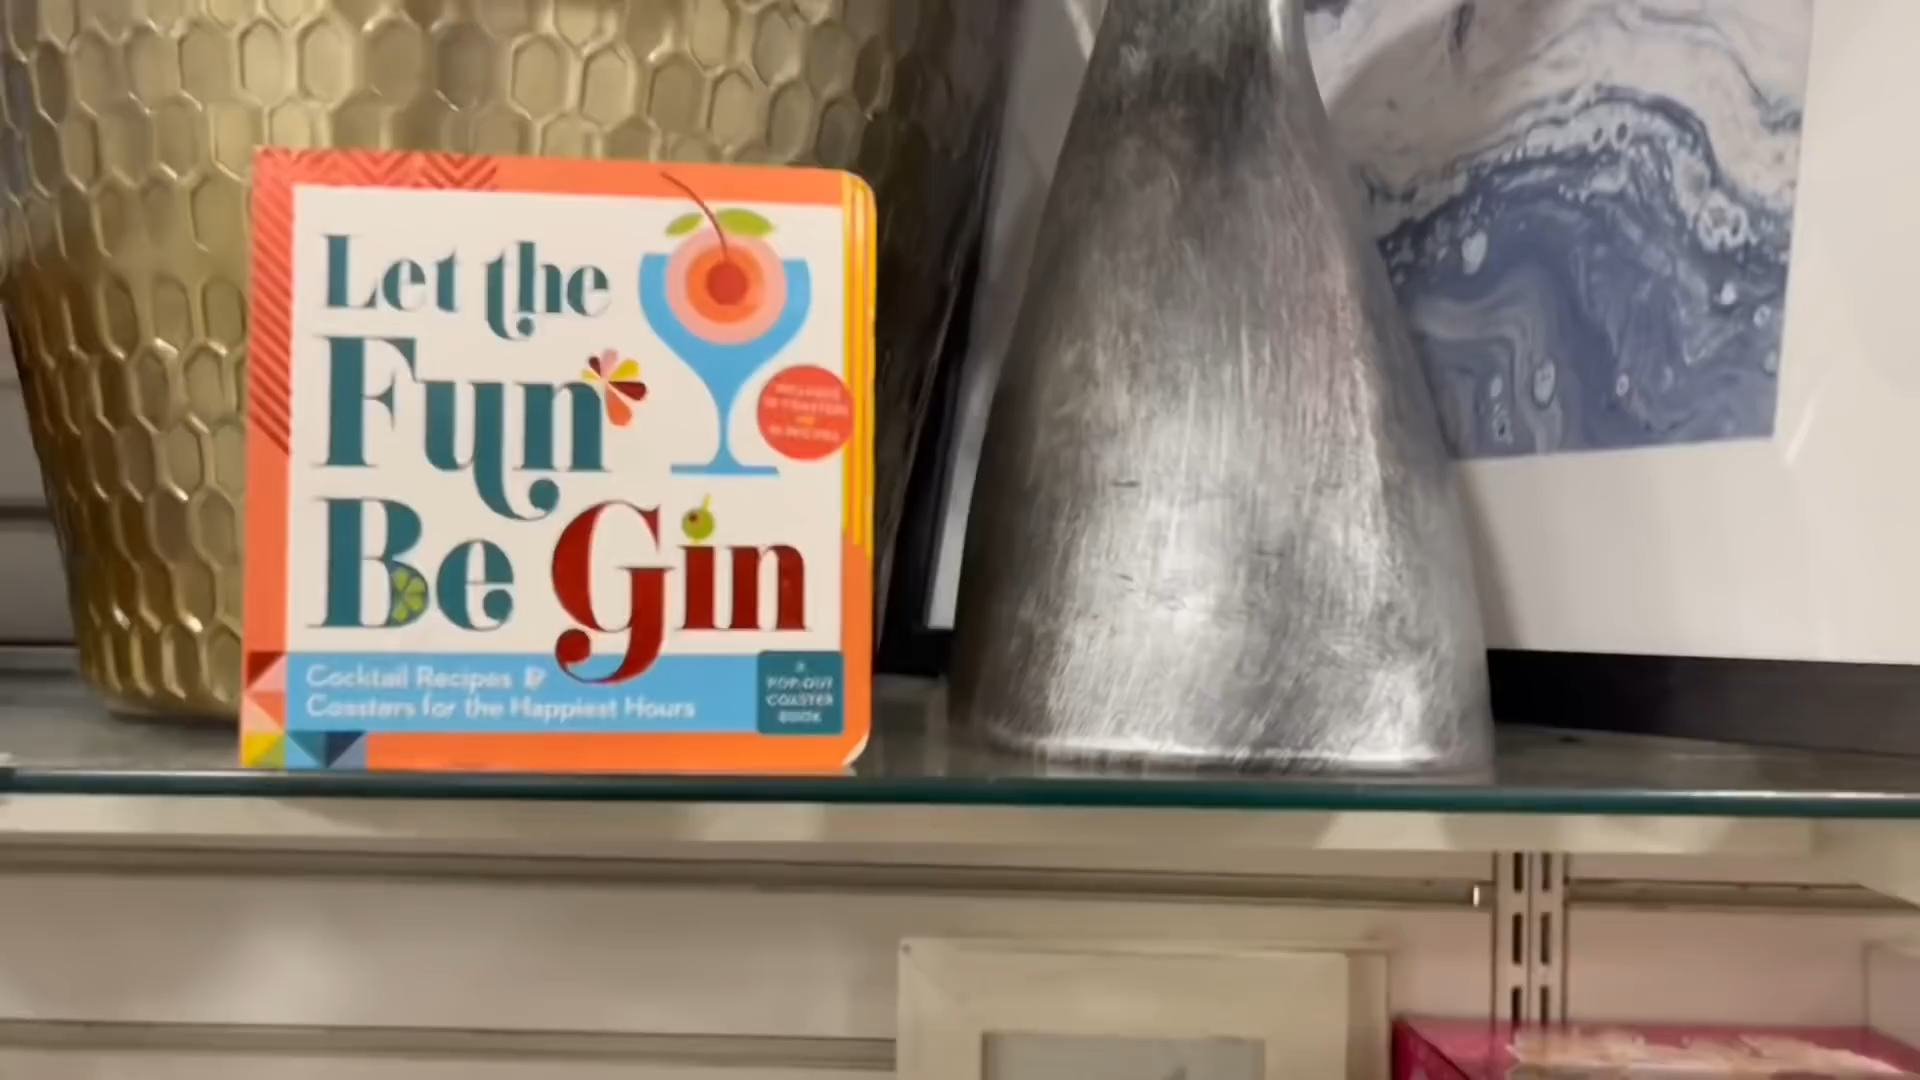 Let the
Fun
Be Gin
Cocktail Recipes &
Coasters for the Happiest Hours
A
POP-OUT
COASTER
BOOK